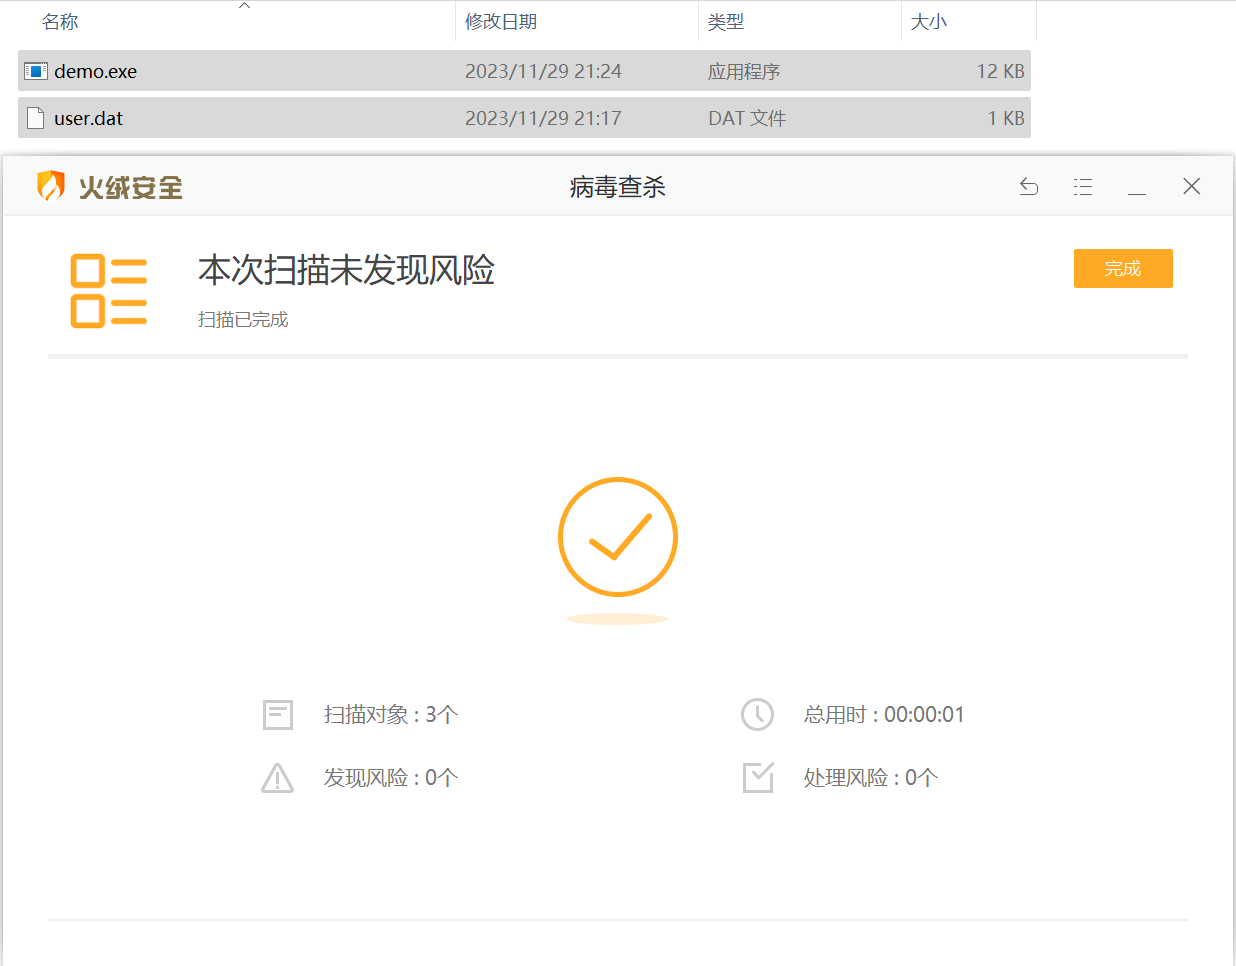 名称 修改日期 类型 大小
demo.exe 2023/11/29 21:24 应用程序 12 KB
user.dat 2023/11/29 21:17 DAT 文件 1 KB
火绒安全 病毒查杀
本次扫描未发现风险
完成
扫描已完成
扫描对象 : 3个 总用时 : 00:00:01
发现风险 : 0个 处理风险 : 0个